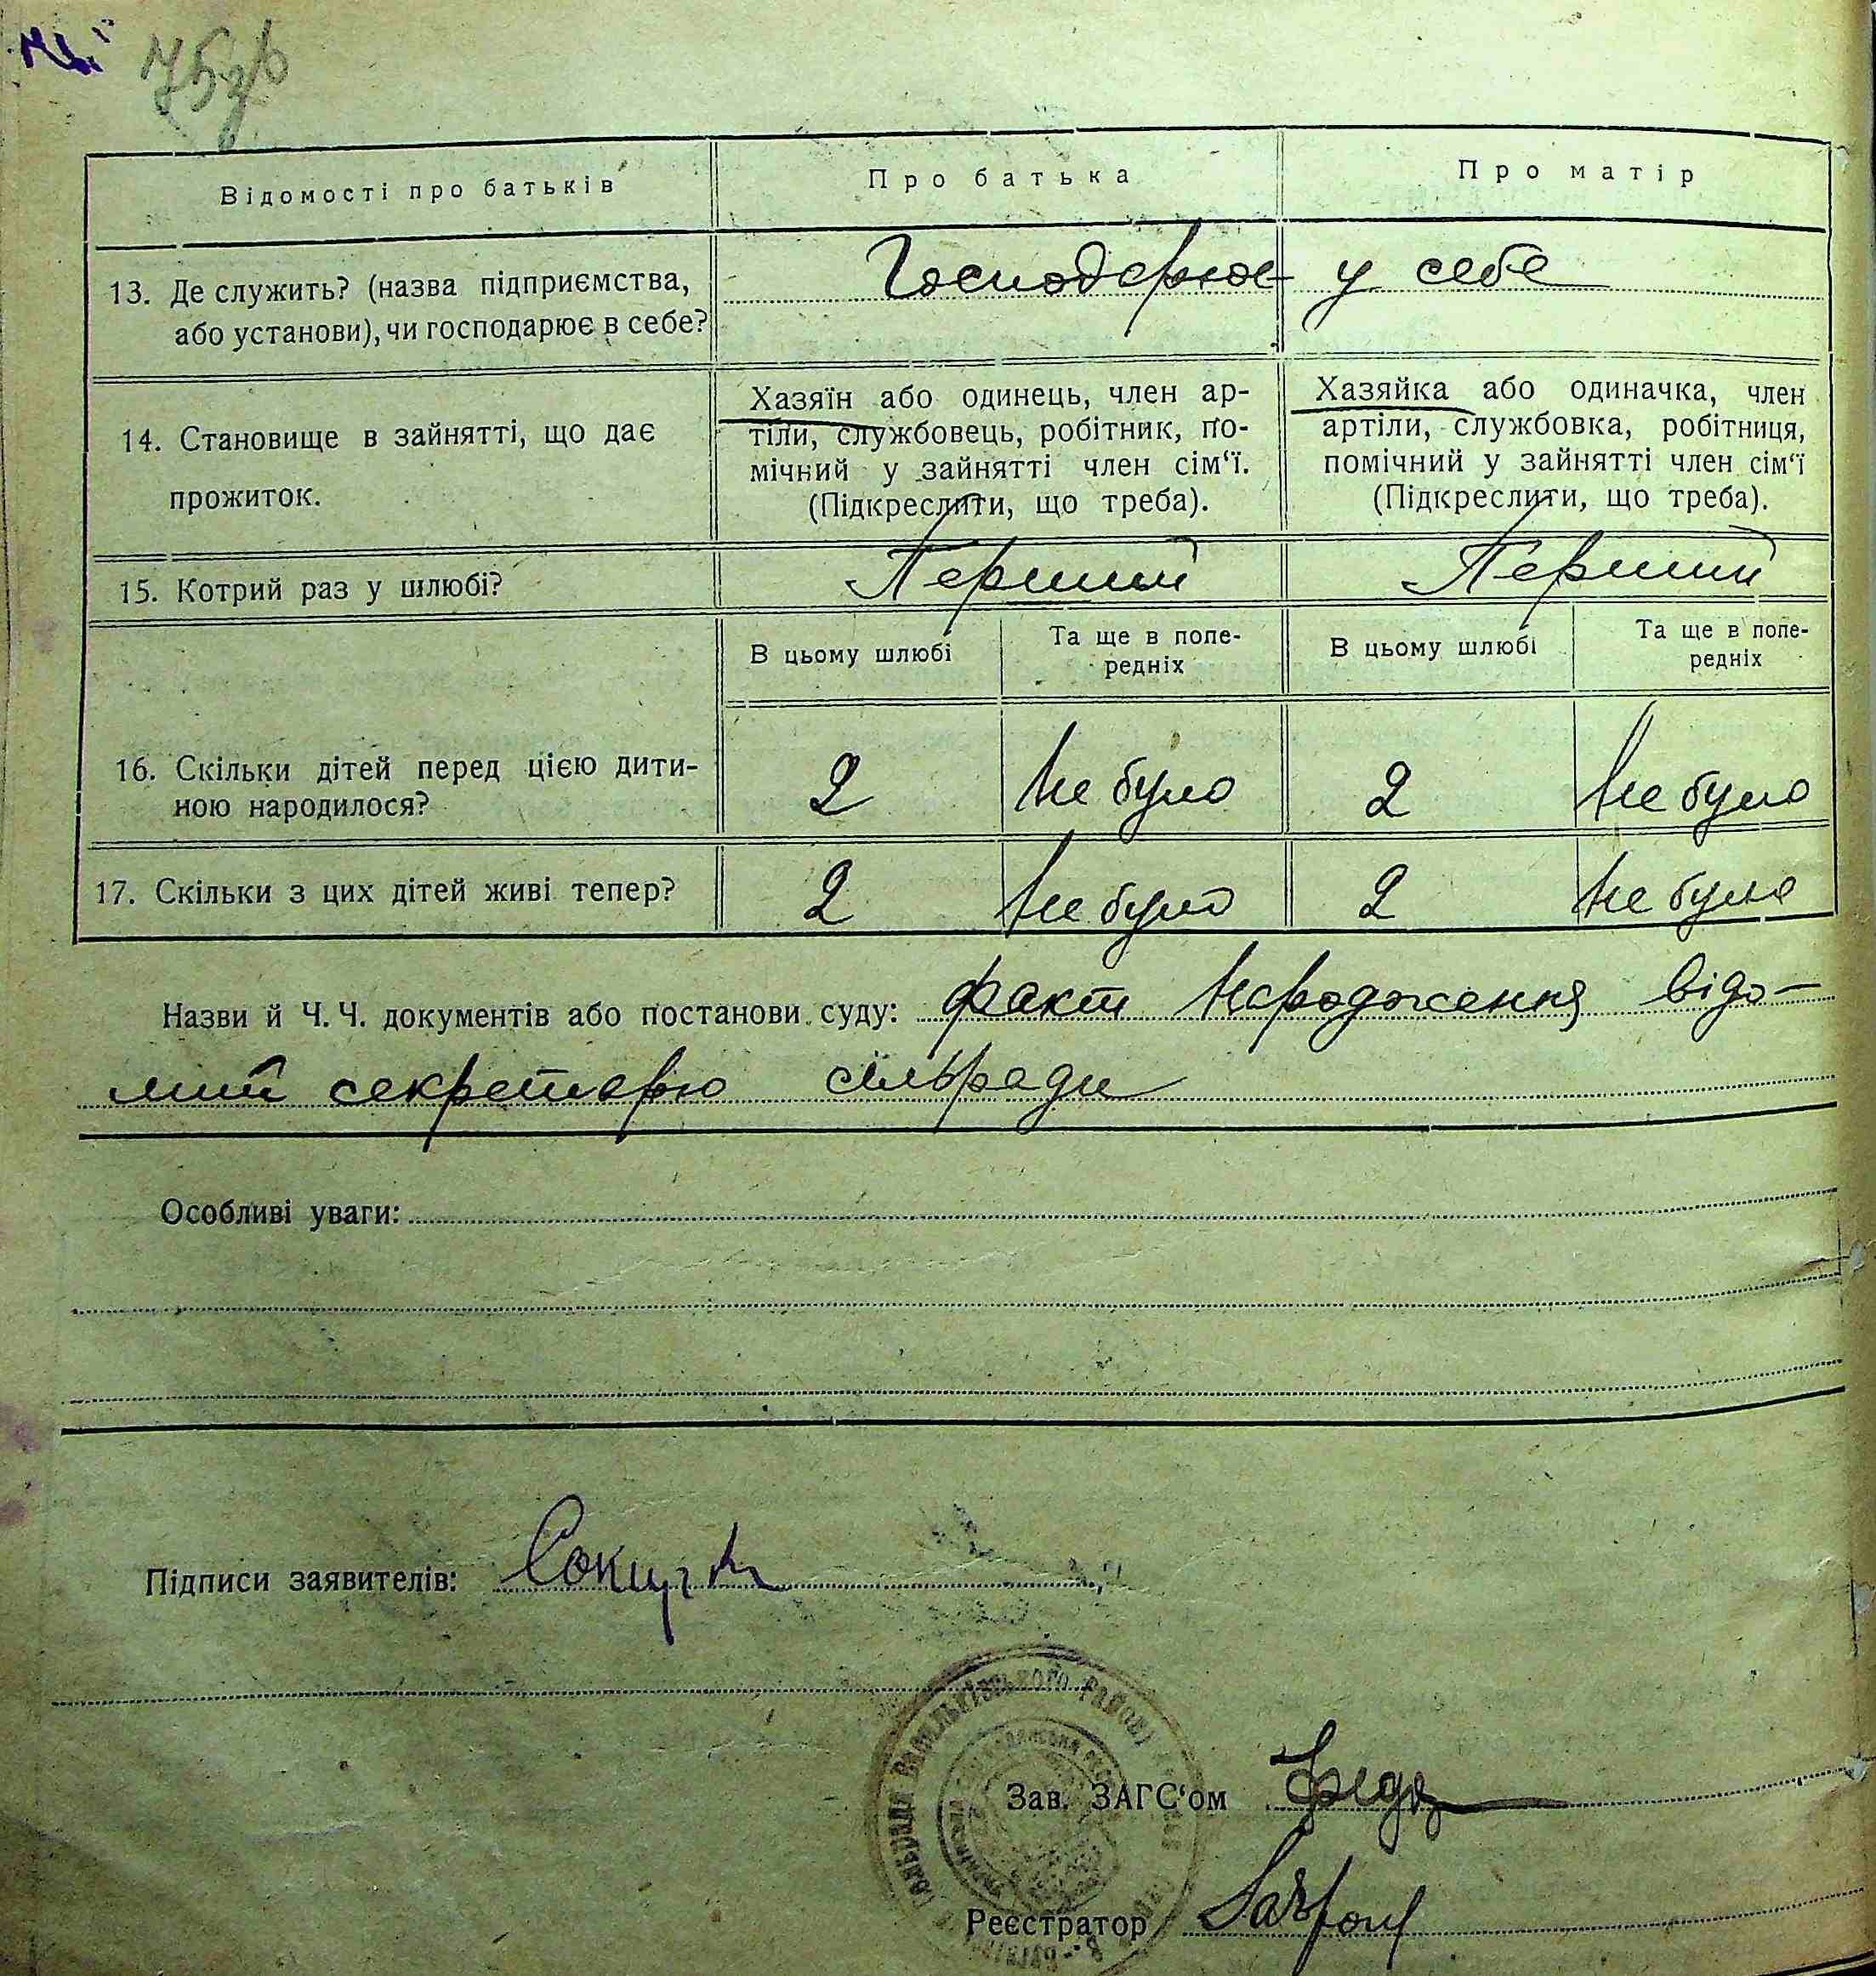 75зв
Відомості про батьків
Про батька
Про матір
13. Де служить? (назва підприємства,
або установи), чи господарює в себе?
Господарює у себе
14. Становище в зайнятті, що дає
прожиток.
Хазяїн або одинець, член ар-
тіли, службовець, робітник, по-
мічний у зайнятті член сім‘ї.
(Підкреслити, що треба).
Хазяйка або одиначка, член
артіли, службовка, робітниця,
помічний у зайнятті член сім‘ї
(Підкреслити, що треба).
15. Котрий раз у шлюбі?
Перший
Перший
В цьому шлюбі
Та ще в попе-
редніх
В цьому шлюбі
Та ще в попе-
редніх
16. Скільки дітей перед цією дити-
ною народилося?
2
не було
2
не було
17. Скільки з цих дітей живі тепер?
2
не було
2
не було
Назви й Ч. Ч. документів або постанови суду: факт народження відо-
мий секретарю сільради
Особливі уваги:
Підписи заявителів:
РАЙОНУ
Зав. ЗАГС‘ом
Реєстратор